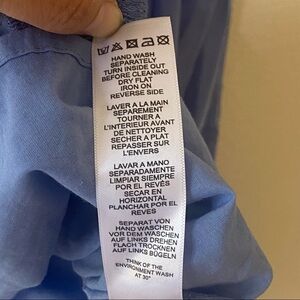 HAND WASH
SEPARATELY
TURN INSIDE OUT
BEFORE CLEANING
DRY FLAT
IRON ON
REVERSE SIDE
LAVER A LA MAIN
SEPAREMENT
TOURNER A
L'INTERIEUR AVANT
DE NETTOYER
SECHER A PLAT
REPASSER SUR
L'ENVERS
LAVAR A MANO
SEPARADAMENTE
LIMPIAR SIEMPRE
POR EL REVÉS
SECAR EN
HORIZONTAL
PLANCHAR POR EL
REVÉS
SEPARAT VON
HAND WASCHEN
VOR DEM WASCHEN
AUF LINKS DREHEN
FLACH TROCKNEN
AUF LINKS BÜGELN
THINK OF THE
ENVIRONMENT WASH
AT 30°